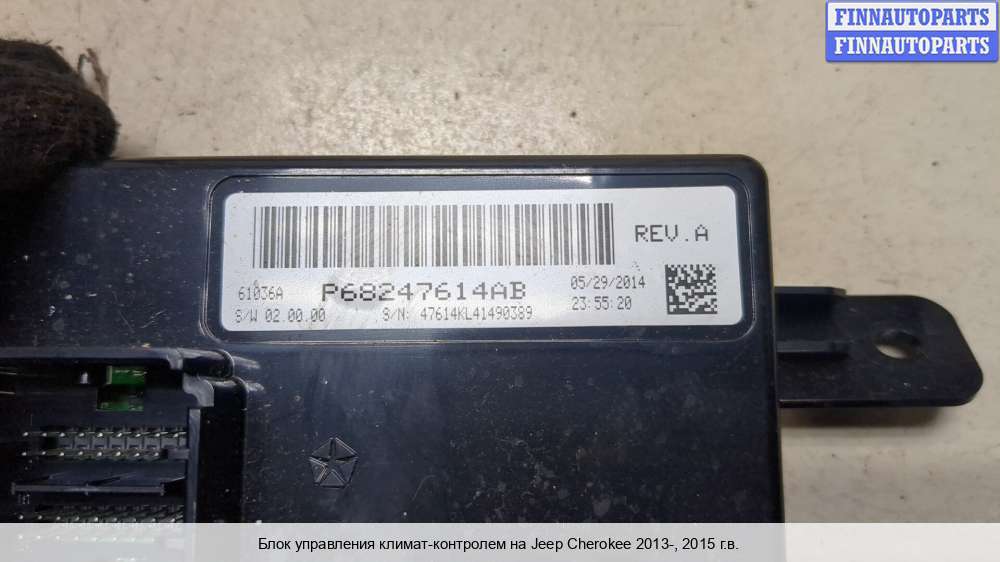 FINNAUTOPARTS
FINNAUTOPARTS
REV.A
61036A P68247614AB 05/29/2014
S/W 02.00.00 S/N: 47614KL41490389 23:55:20
Блок управления климат-контролем на Jeep Cherokee 2013-, 2015 г.в.